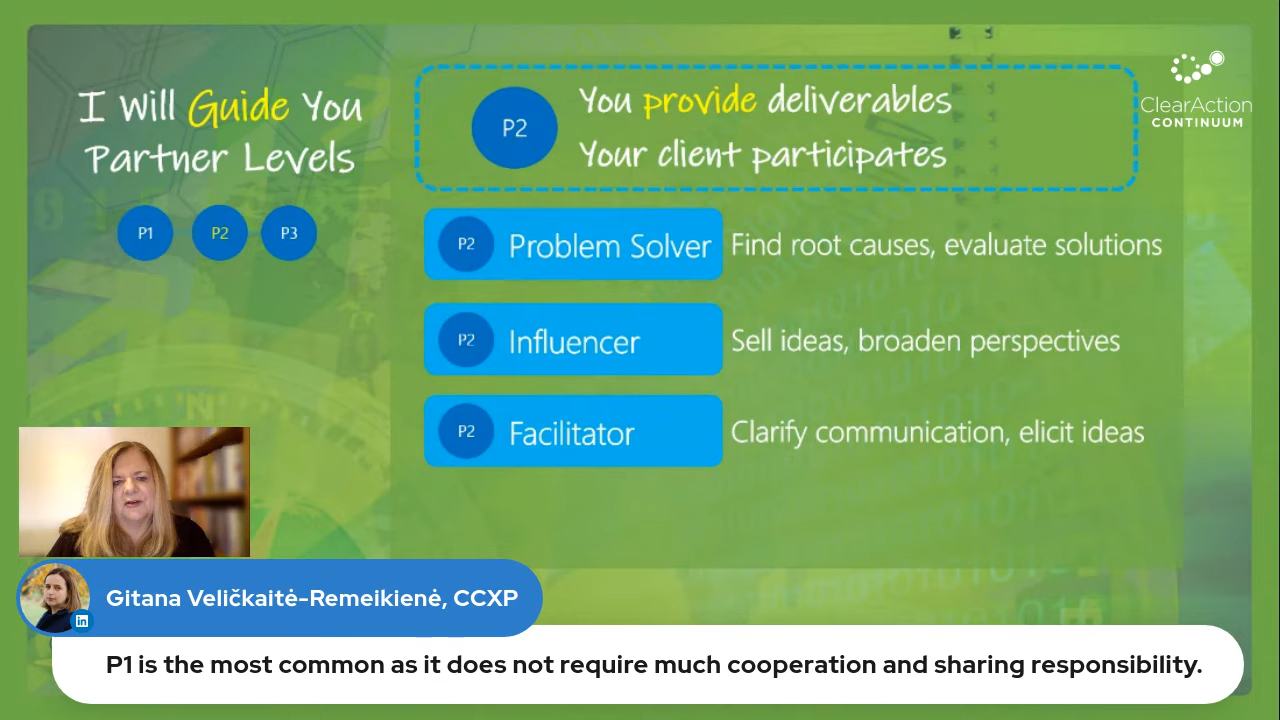 I Will Guide You
Partner Levels
P1 P2 P3
P2
You provide deliverables
Your client participates
ClearAction
CONTINUUM
P2 Problem Solver Find root causes, evaluate solutions
P2 Influencer Sell ideas, broaden perspectives
P2 Facilitator Clarify communication, elicit ideas
N
in
Gitana Veličkaitė-Remeikienė, CCXP
P1 is the most common as it does not require much cooperation and sharing responsibility.